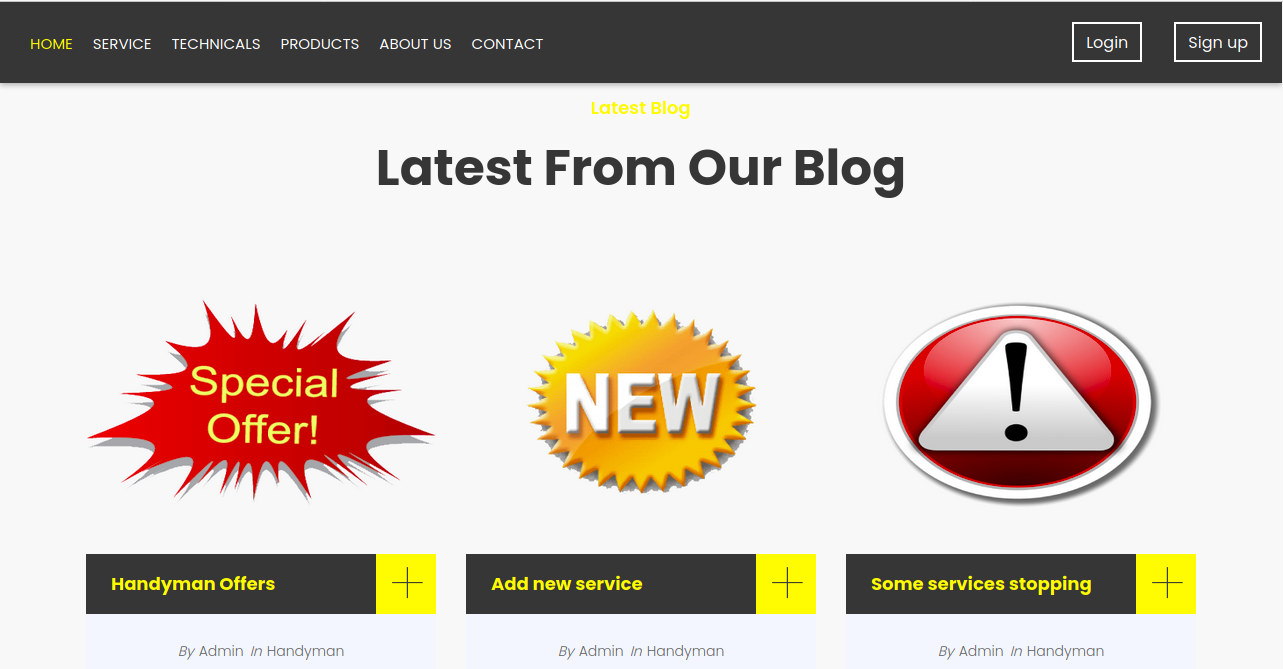 HOME SERVICE TECHNICALS PRODUCTS ABOUT US CONTACT Login Sign up
Latest Blog
Latest From Our Blog
Special
Offer!
NEW
!
Handyman Offers
Add new service
Some services stopping
By Admin In Handyman
By Admin In Handyman
By Admin In Handyman